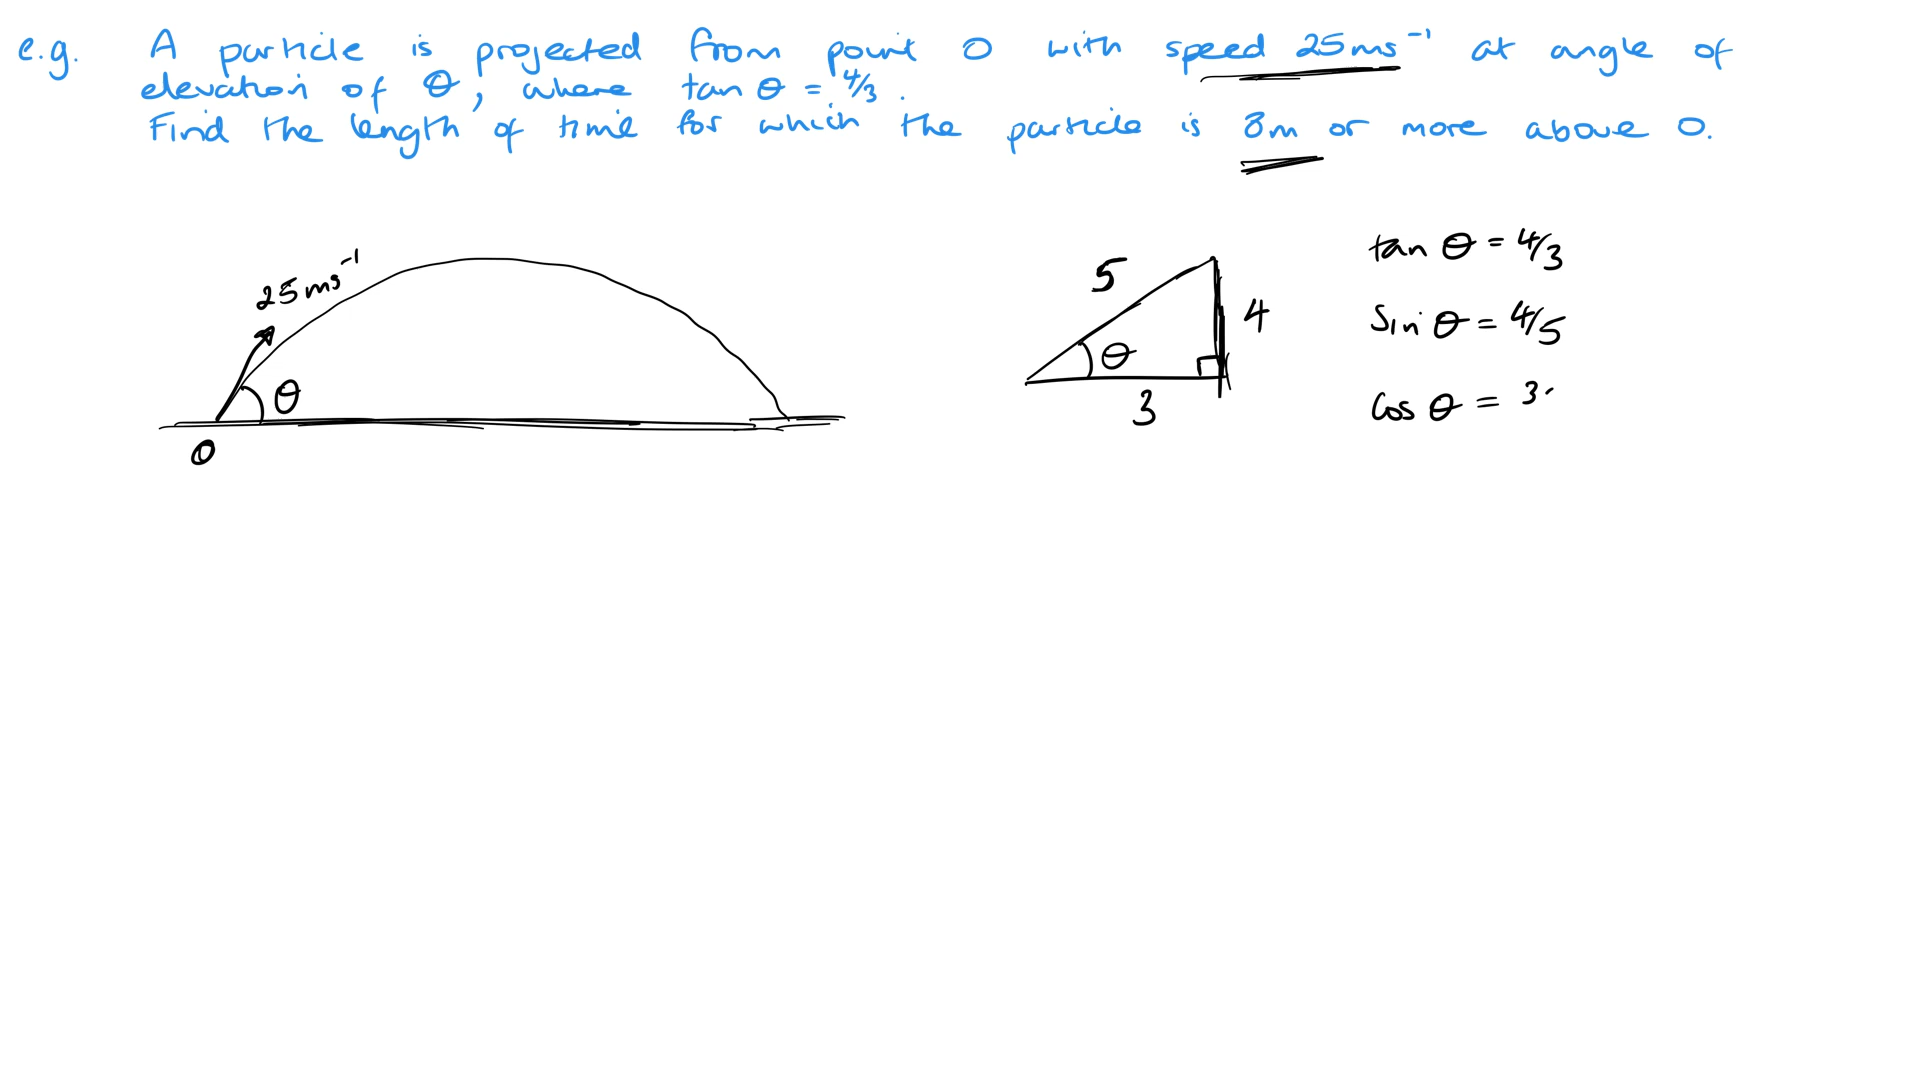 e.g. A particle is projected from point O with speed 25ms⁻¹ at angle of
elevation of θ, where tan θ = 4/3.
Find the length of time for which the particle is 8m or more above O.
25ms⁻¹
θ
O
5
4
θ
3
tan θ = 4/3
Sin θ = 4/5
Cos θ = 3